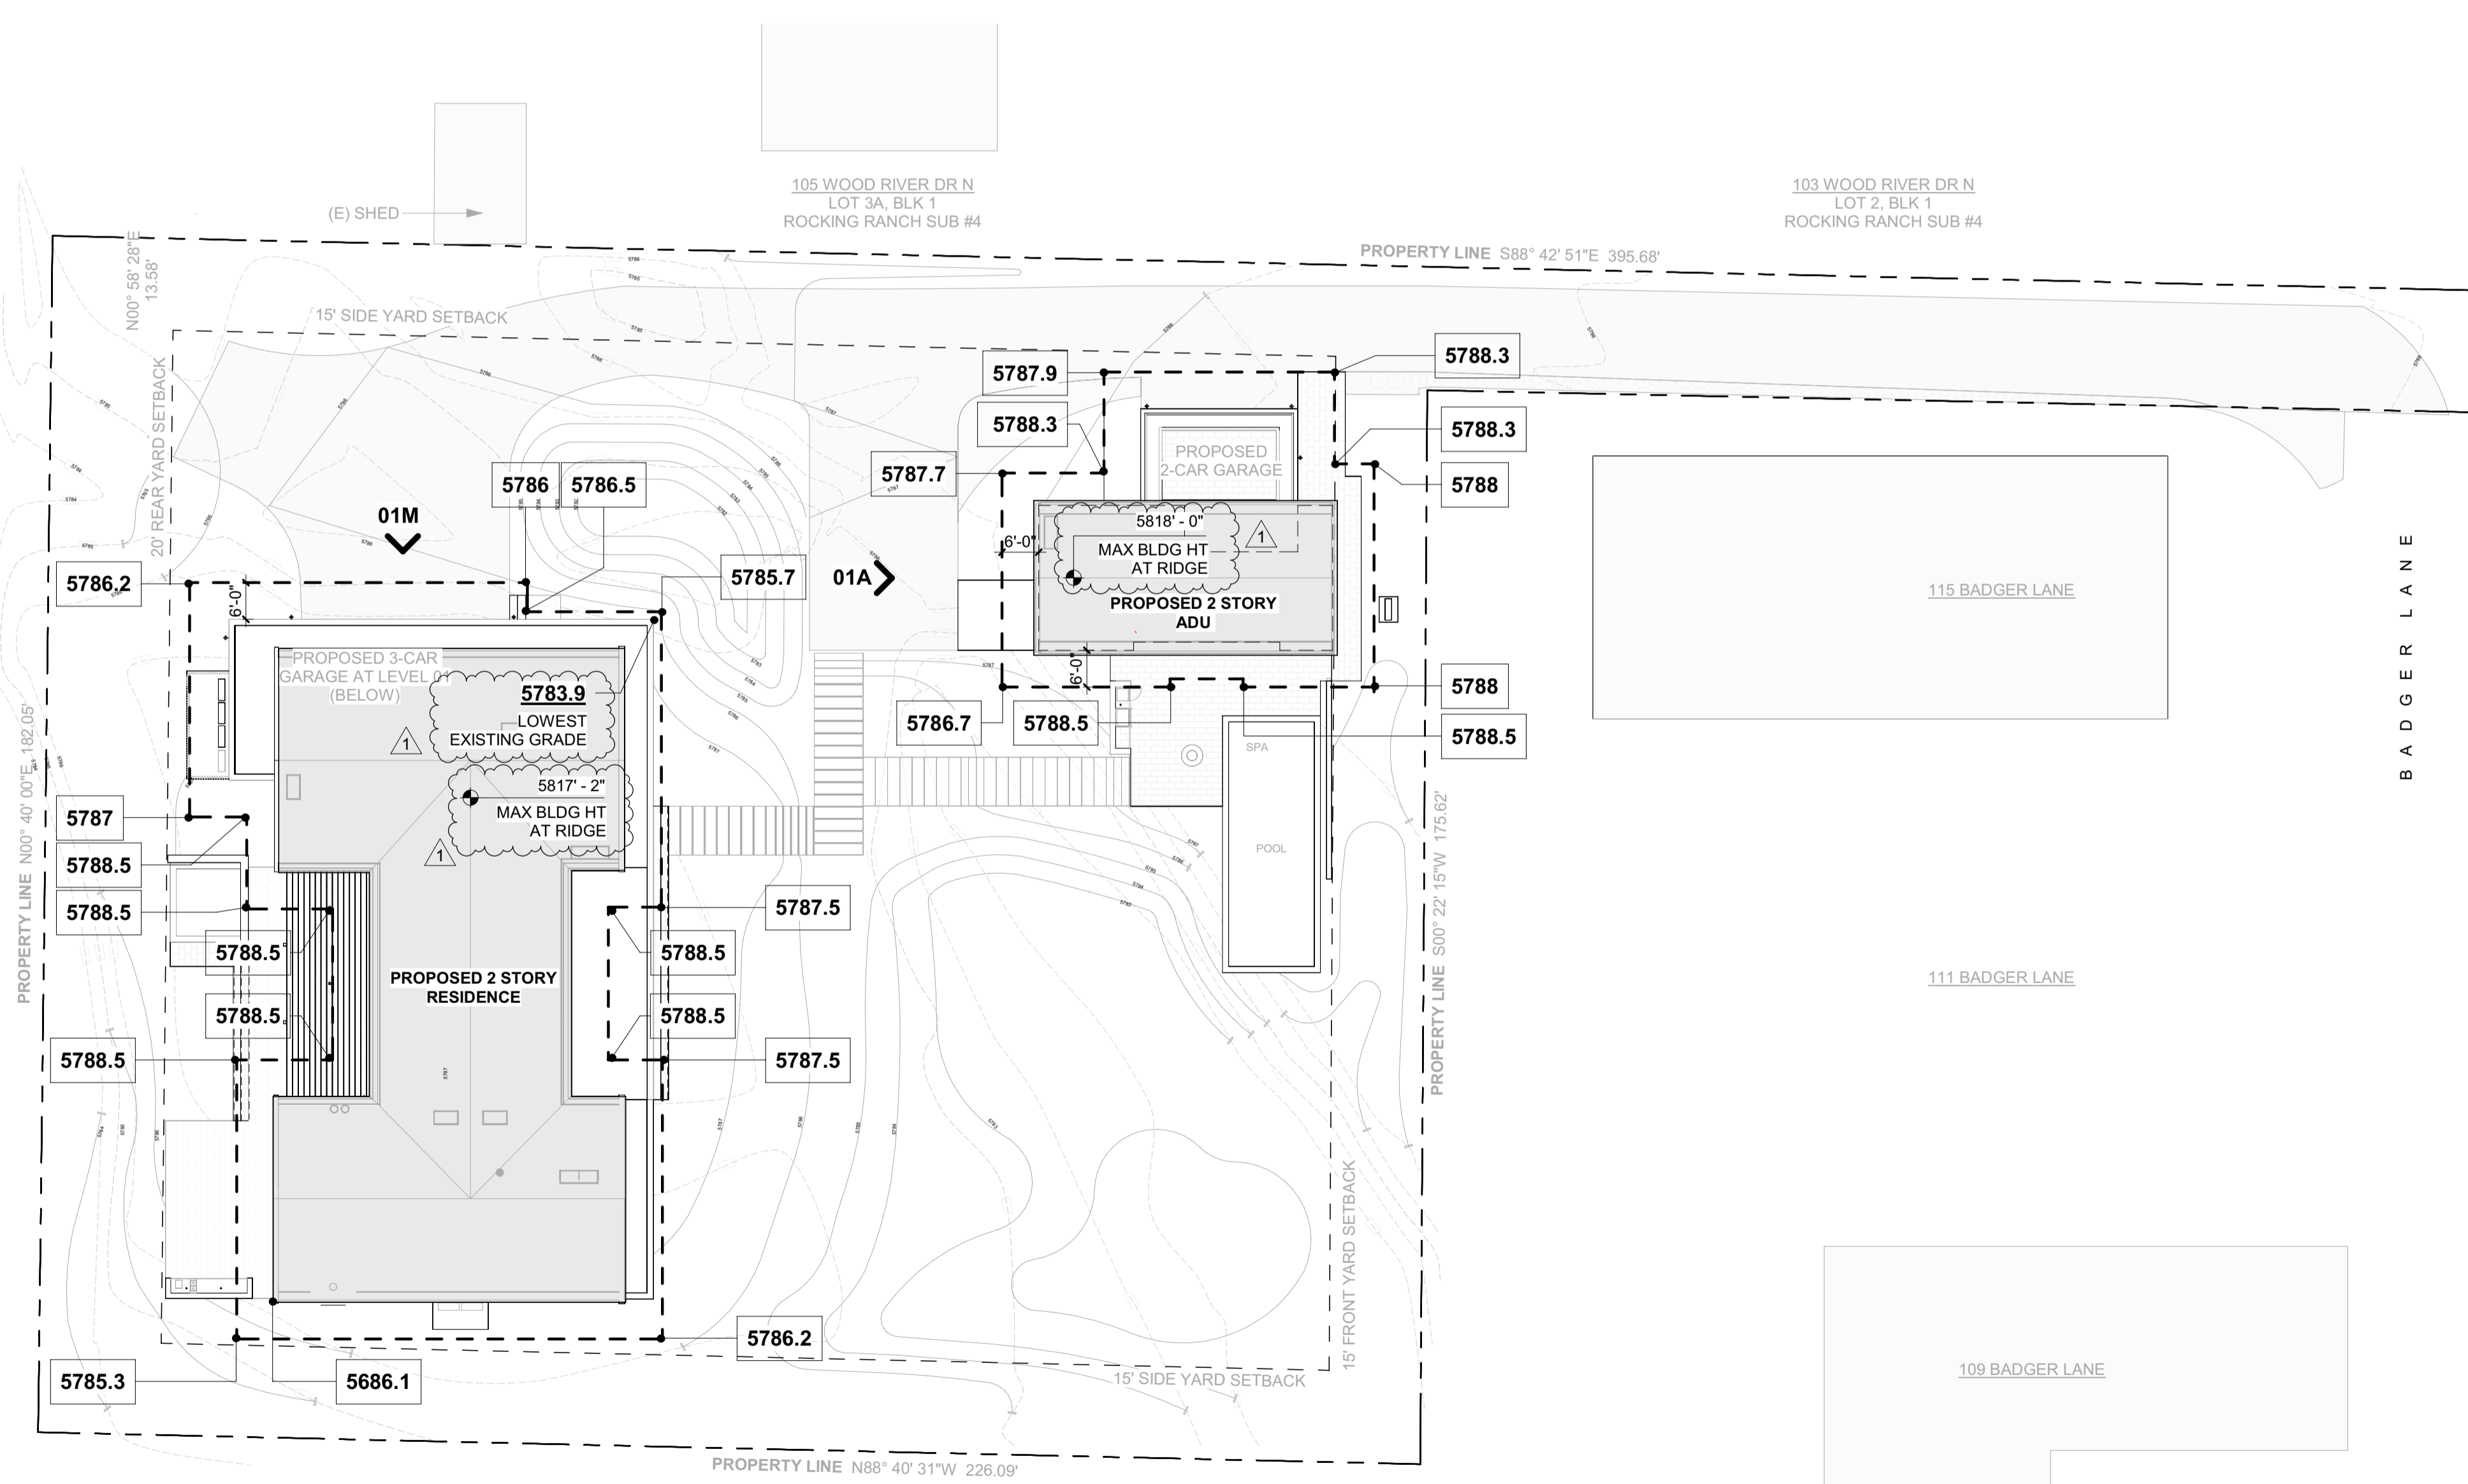 105 WOOD RIVER DR N
LOT 3A, BLK 1
ROCKING RANCH SUB #4
103 WOOD RIVER DR N
LOT 2, BLK 1
ROCKING RANCH SUB #4
(E) SHED
N00° 58' 28"E
13.58'
PROPERTY LINE S88° 42' 51"E 395.68'
15' SIDE YARD SETBACK
20' REAR YARD SETBACK
5788.3
5787.9
5788.3
5788.3
5787.7
5788
5786
5786.5
01M
PROPOSED
2-CAR GARAGE
5818' - 0"
MAX BLDG HT
AT RIDGE
1
6'-0"
5785.7
01A
5786.2
6'-0"
PROPOSED 2 STORY
ADU
115 BADGER LANE
BADGER LANE
PROPOSED 3-CAR
GARAGE AT LEVEL 01
(BELOW)
5783.9
LOWEST
EXISTING GRADE
1
6'-0"
5788
5786.7
5788.5
5788.5
SPA
5817' - 2"
MAX BLDG HT
AT RIDGE
1
5787
5788.5
5788.5
POOL
PROPERTY LINE N00° 40' 00"E 182.05'
PROPERTY LINE S00° 22' 15"W 175.62'
5787.5
5788.5
5788.5
PROPOSED 2 STORY
RESIDENCE
111 BADGER LANE
5788.5
5788.5
5788.5
5787.5
15' FRONT YARD SETBACK
5786.2
5785.3
5686.1
15' SIDE YARD SETBACK
109 BADGER LANE
PROPERTY LINE N88° 40' 31"W 226.09'